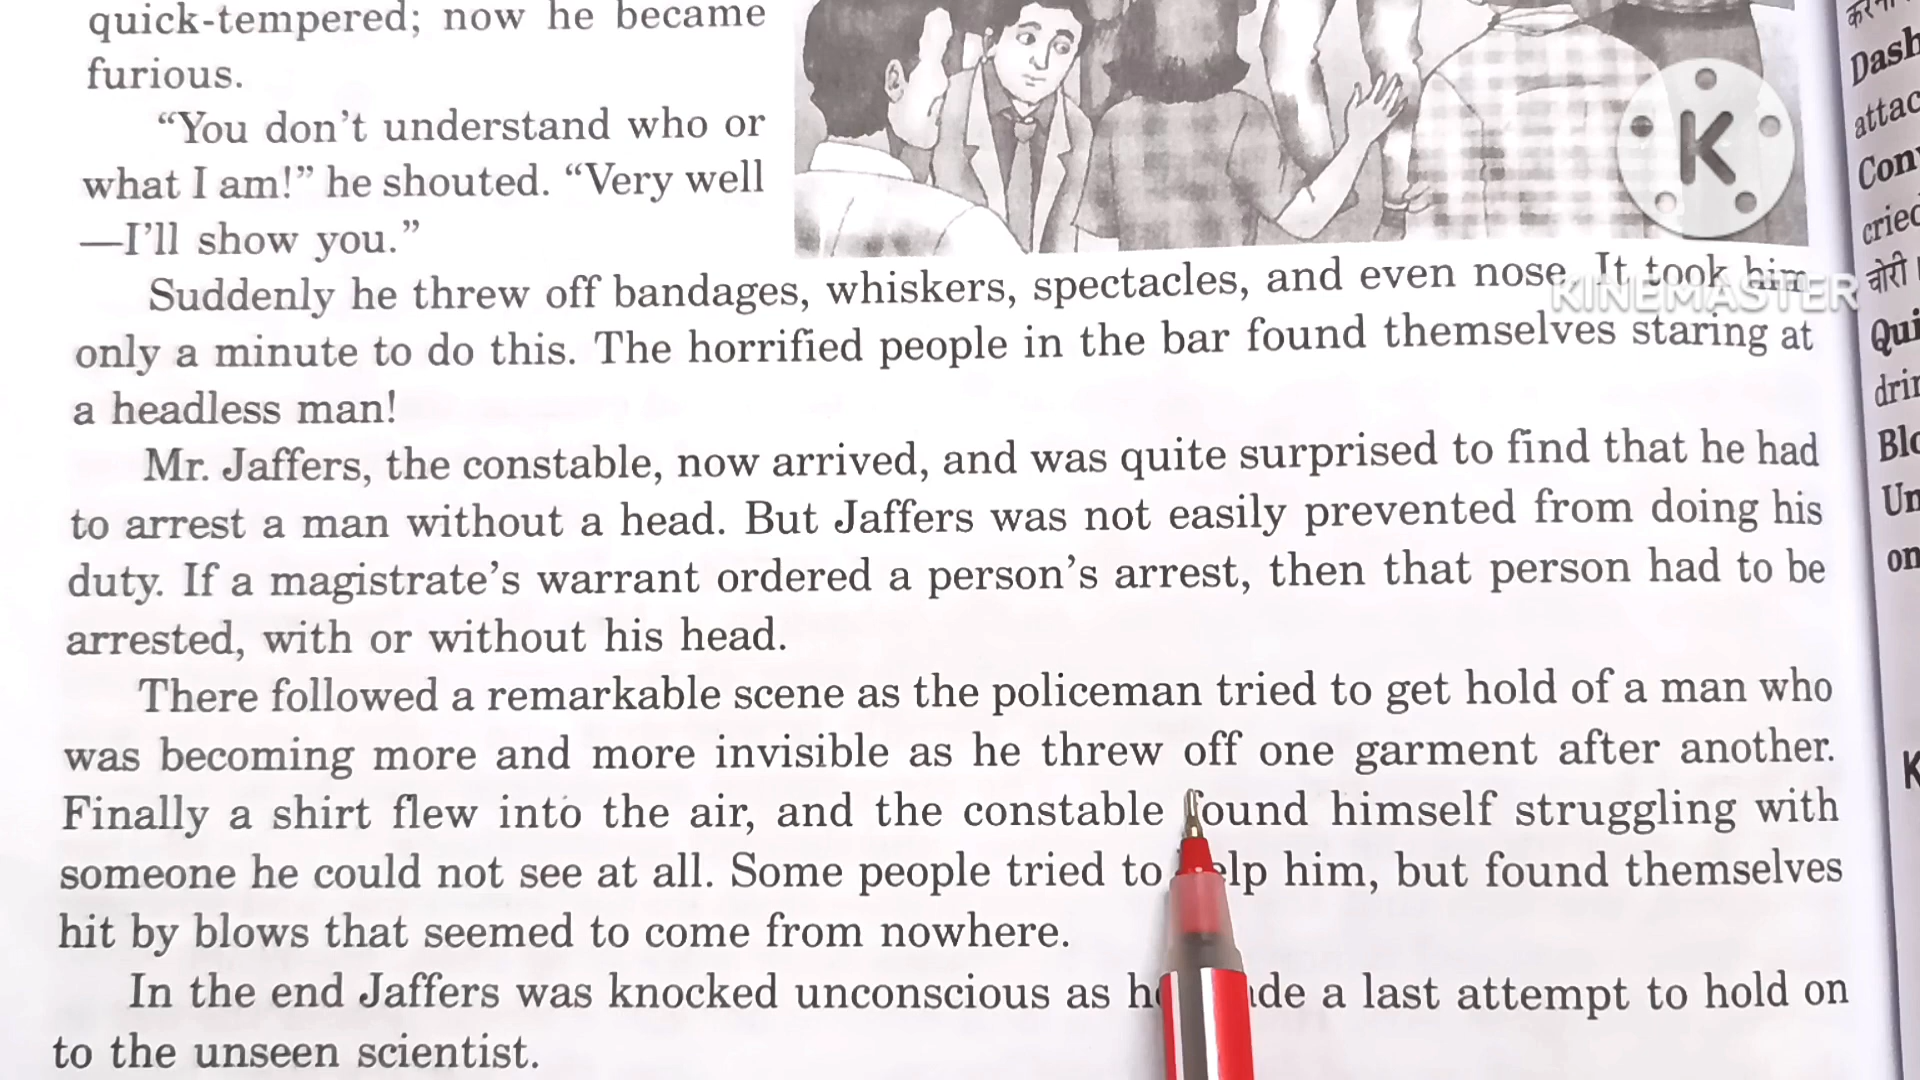 quick-tempered; now he became
furious.
“You don’t understand who or
what I am!” he shouted. “Very well
—I’ll show you.”
Suddenly he threw off bandages, whiskers, spectacles, and even nose. It took him
only a minute to do this. The horrified people in the bar found themselves staring at
a headless man!
Mr. Jaffers, the constable, now arrived, and was quite surprised to find that he had
to arrest a man without a head. But Jaffers was not easily prevented from doing his
duty. If a magistrate’s warrant ordered a person’s arrest, then that person had to be
arrested, with or without his head.
There followed a remarkable scene as the policeman tried to get hold of a man who
was becoming more and more invisible as he threw off one garment after another.
Finally a shirt flew into the air, and the constable found himself struggling with
someone he could not see at all. Some people tried to help him, but found themselves
hit by blows that seemed to come from nowhere.
In the end Jaffers was knocked unconscious as he made a last attempt to hold on
to the unseen scientist.
K
KINEMASTER
Dash
attac
Conv
cried
चोरी
Qui
drin
Blo
Un
on
K